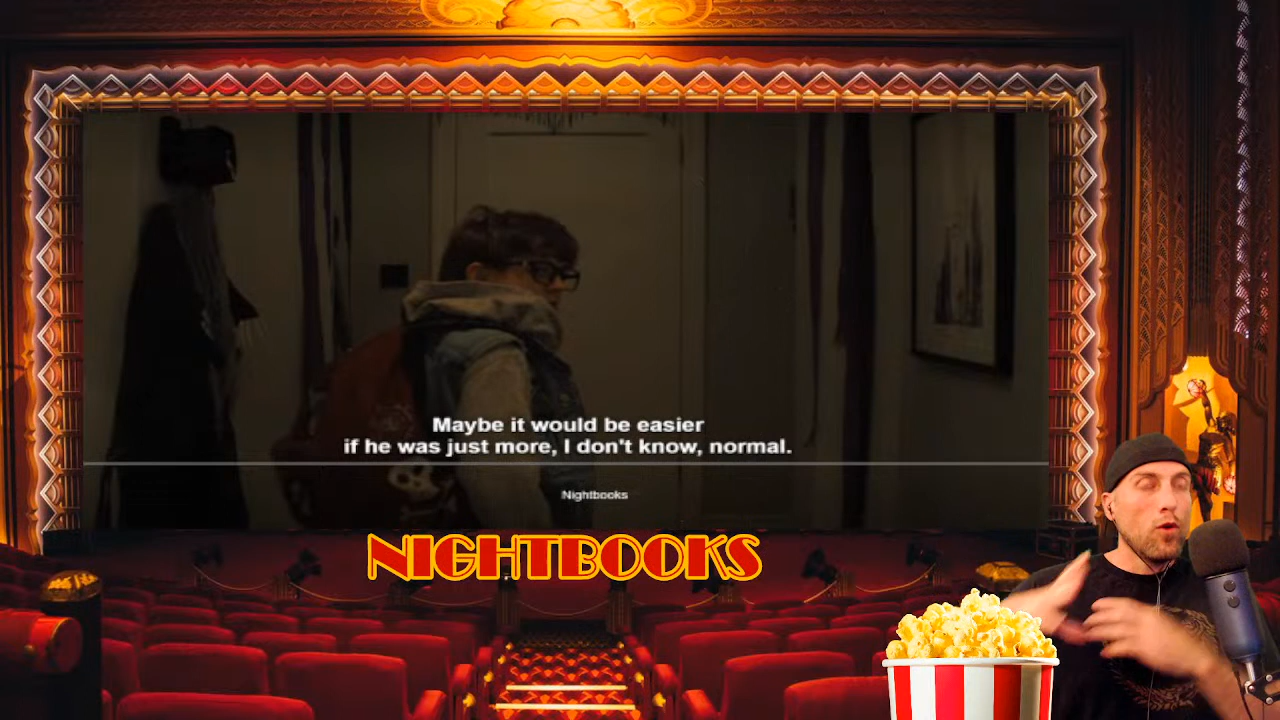 Maybe it would be easier
if he was just more, I don't know, normal.
Nightbooks
NIGHTBOOKS